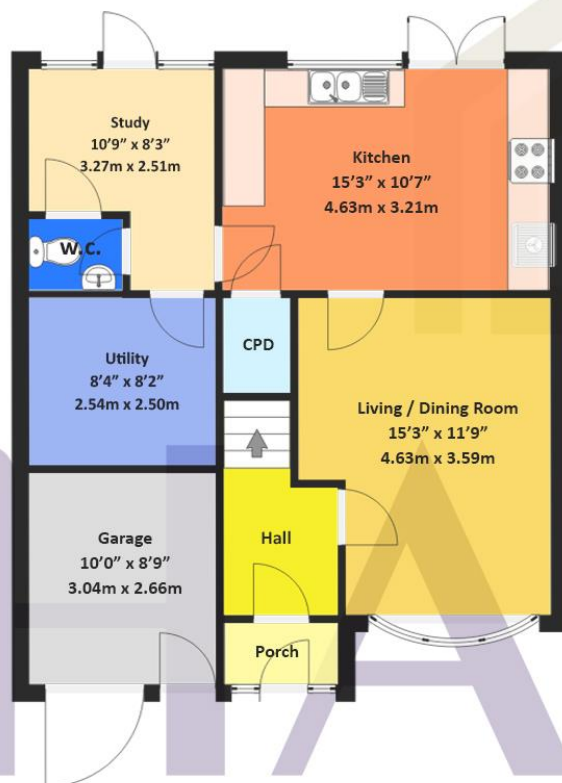 Study
10'9" x 8'3"
3.27m x 2.51m
Kitchen
15'3" x 10'7"
4.63m x 3.21m
W.C.
Utility
8'4" x 8'2"
2.54m x 2.50m
CPD
Living / Dining Room
15'3" x 11'9"
4.63m x 3.59m
Garage
10'0" x 8'9"
3.04m x 2.66m
Hall
Porch